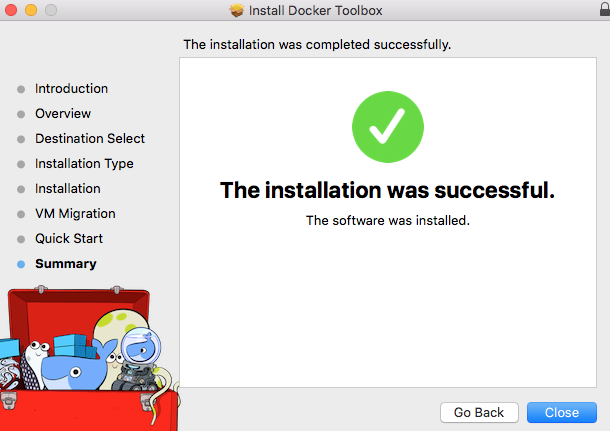 Install Docker Toolbox
The installation was completed successfully.
Introduction
Overview
Destination Select
Installation Type
Installation
VM Migration
Quick Start
Summary
The installation was successful.
The software was installed.
Go Back
Close